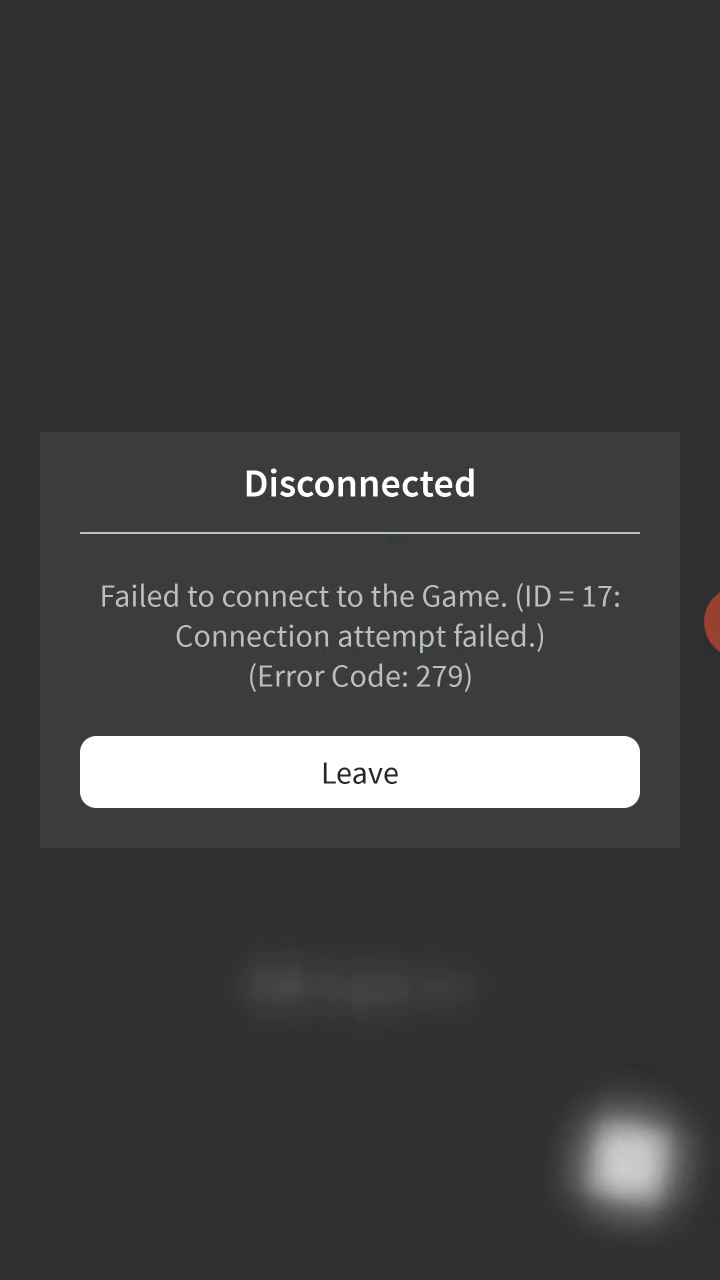 Disconnected
Failed to connect to the Game. (ID = 17:
Connection attempt failed.)
(Error Code: 279)
Leave